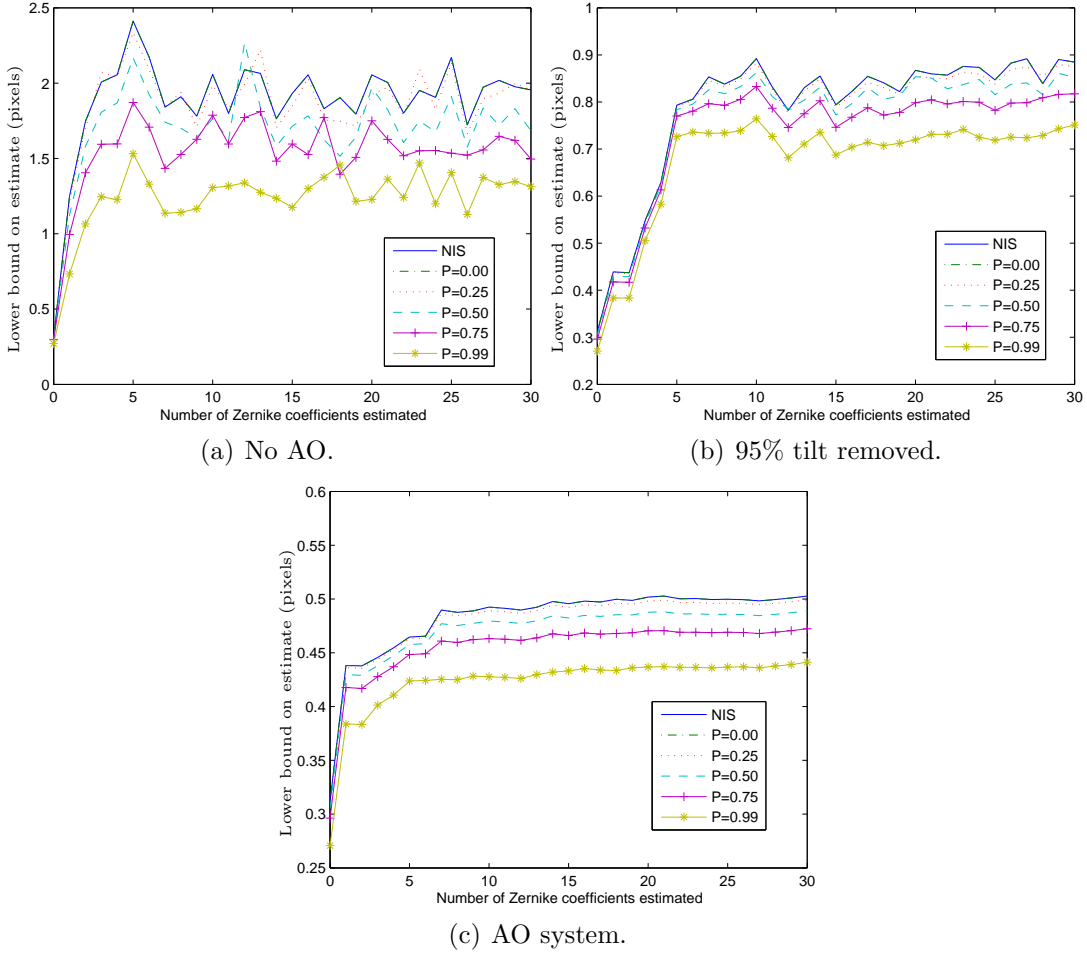 2.5
2
1.5
1
0.5
0
0 5 10 15 20 25 30
Lower bound on estimate (pixels)
Number of Zernike coefficients estimated
NIS
P=0.00
P=0.25
P=0.50
P=0.75
P=0.99
(a) No AO.
1
0.9
0.8
0.7
0.6
0.5
0.4
0.3
0.2
0 5 10 15 20 25 30
Lower bound on estimate (pixels)
Number of Zernike coefficients estimated
NIS
P=0.00
P=0.25
P=0.50
P=0.75
P=0.99
(b) 95% tilt removed.
0.6
0.55
0.5
0.45
0.4
0.35
0.3
0.25
0 5 10 15 20 25 30
Lower bound on estimate (pixels)
Number of Zernike coefficients estimated
NIS
P=0.00
P=0.25
P=0.50
P=0.75
P=0.99
(c) AO system.